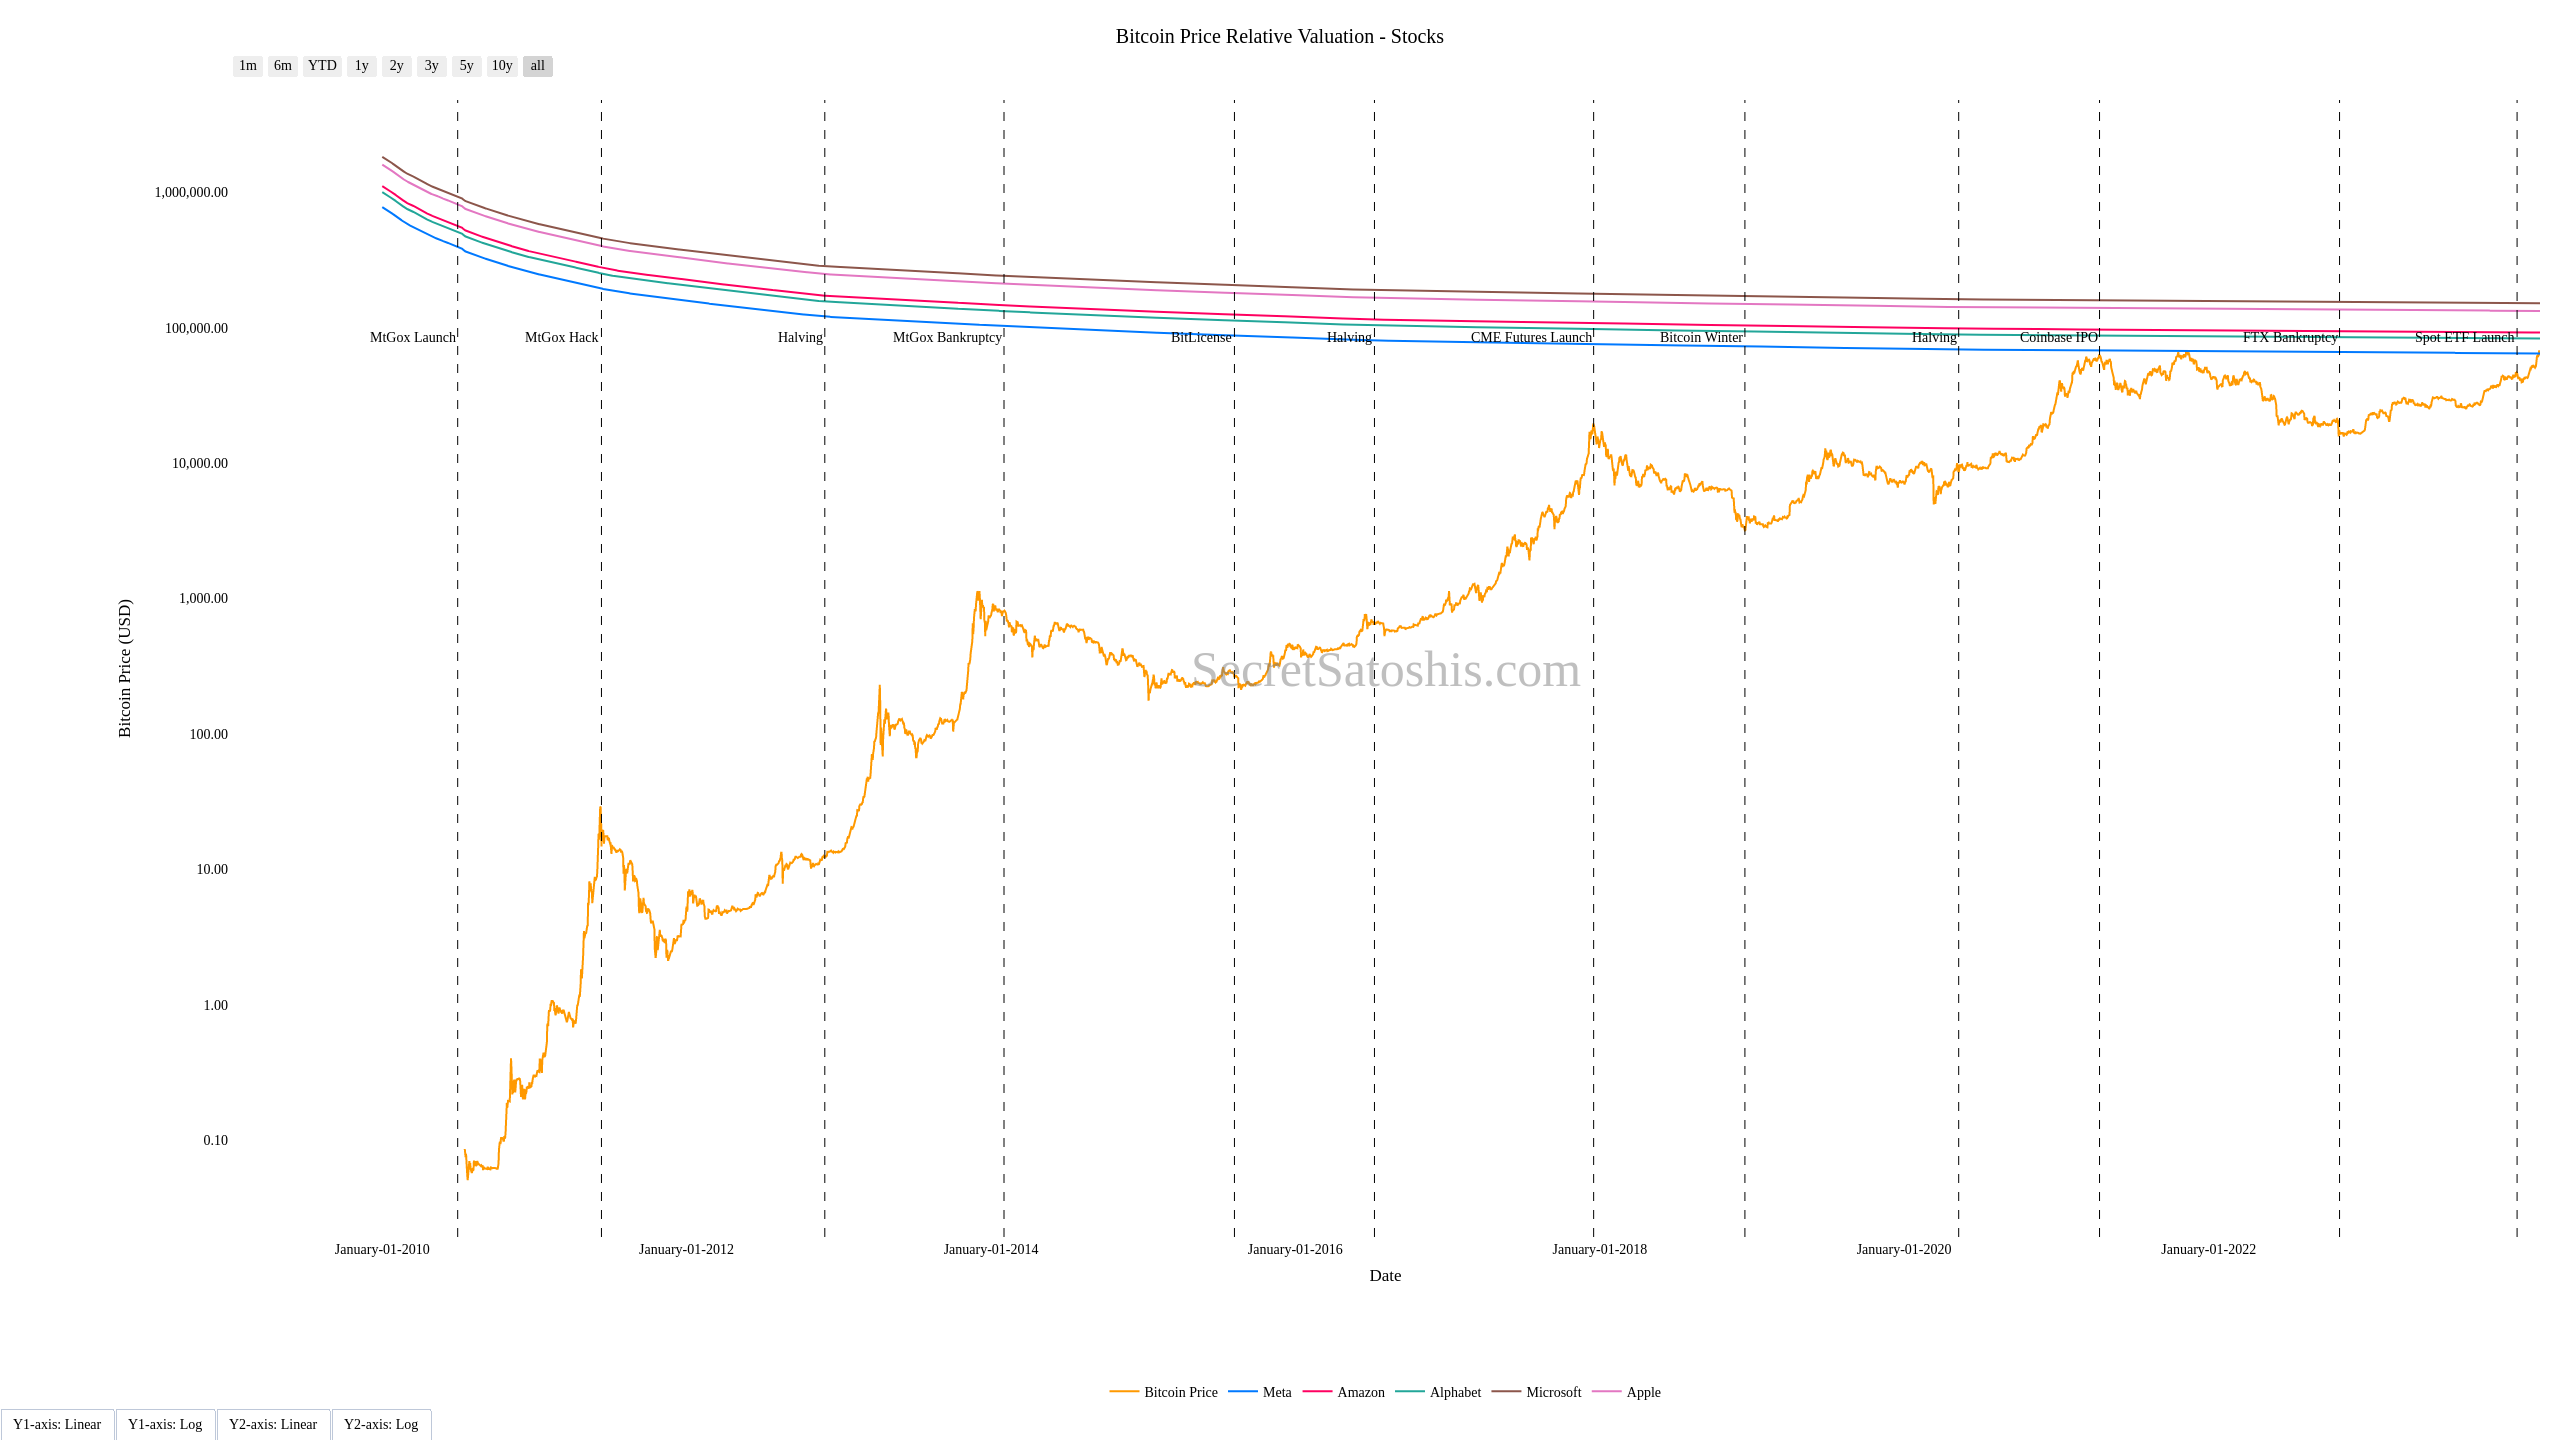 Bitcoin Price Relative Valuation - Stocks
1m 6m YTD 1y 2y 3y 5y 10y all
1,000,000.00
100,000.00
MtGox Launch MtGox Hack Halving MtGox Bankruptcy BitLicense Halving CME Futures Launch Bitcoin Winter Halving Coinbase IPO FTX Bankruptcy Spot ETF Launch
10,000.00
1,000.00
Bitcoin Price (USD)
SecretSatoshis.com
100.00
10.00
1.00
0.10
January-01-2010 January-01-2012 January-01-2014 January-01-2016 January-01-2018 January-01-2020 January-01-2022
Date
Bitcoin Price Meta Amazon Alphabet Microsoft Apple
Y1-axis: Linear Y1-axis: Log Y2-axis: Linear Y2-axis: Log